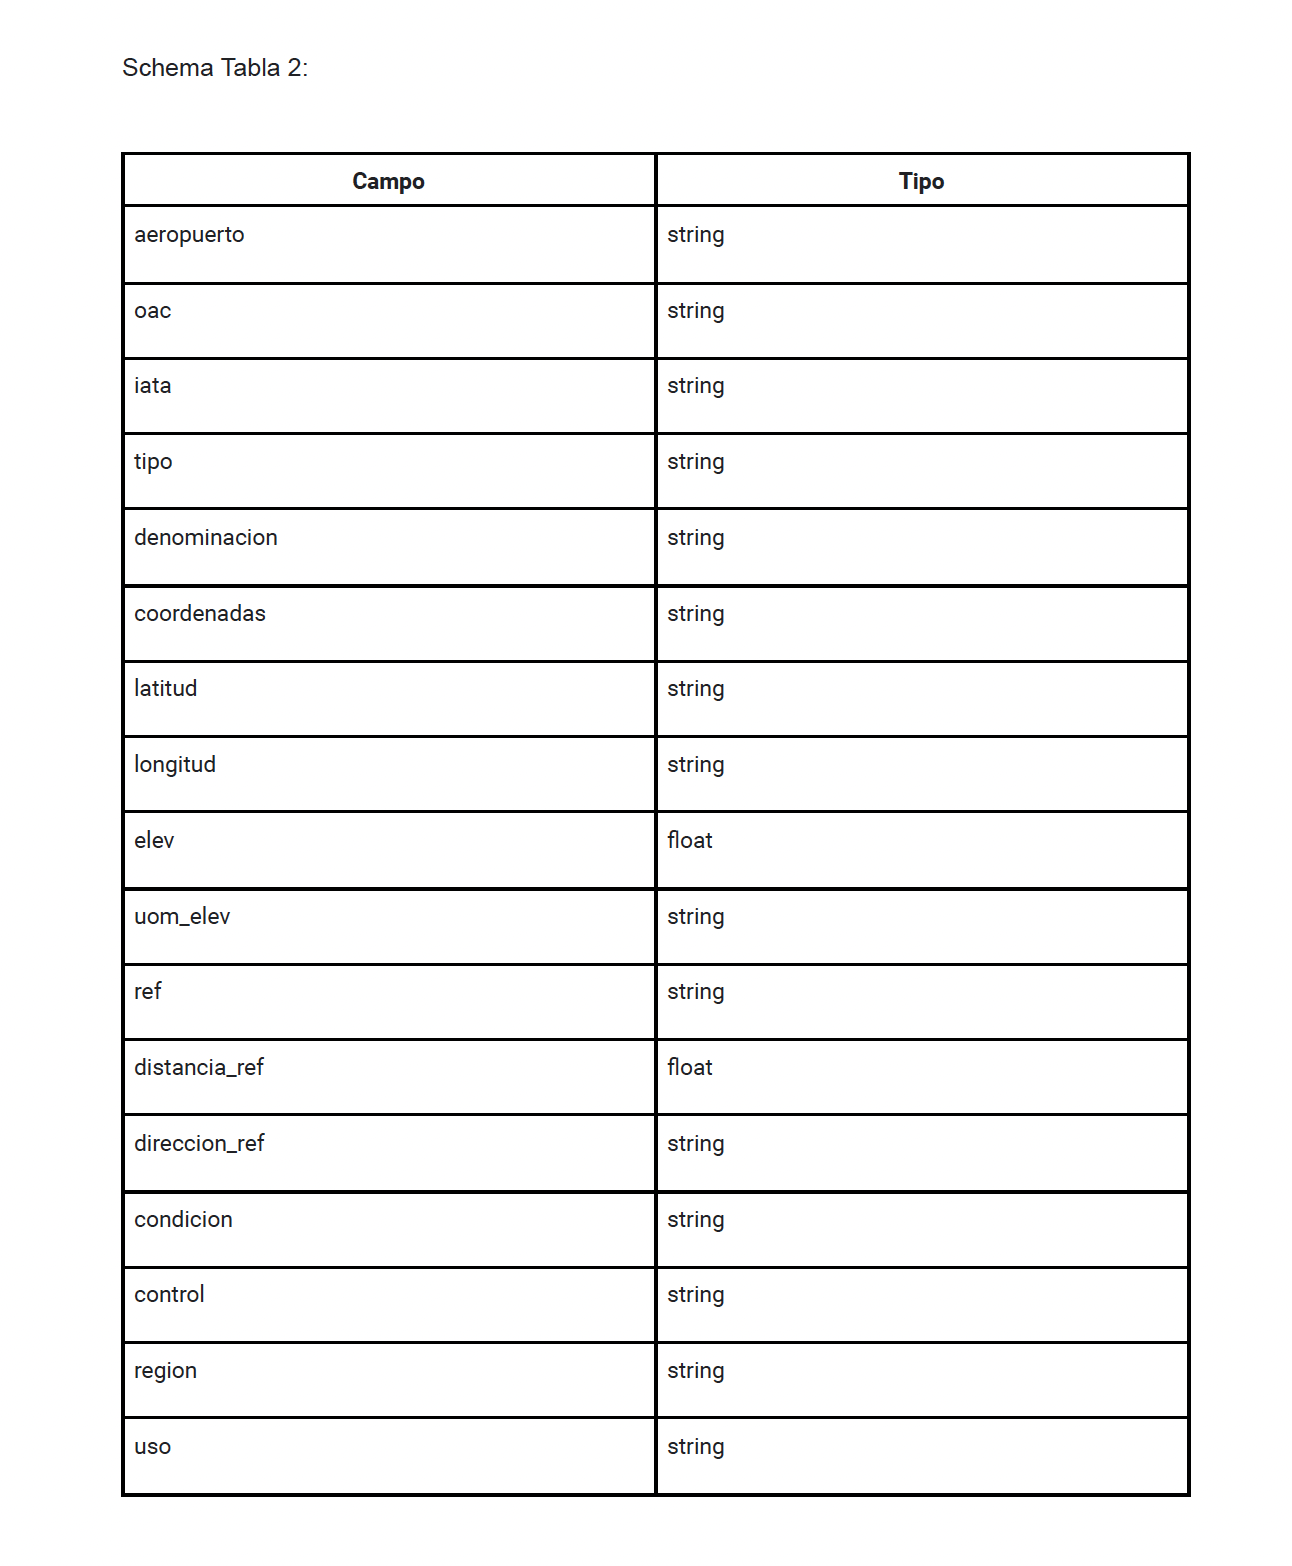 Schema Tabla 2:
Campo Tipo
aeropuerto string
oac string
iata string
tipo string
denominacion string
coordenadas string
latitud string
longitud string
elev float
uom_elev string
ref string
distancia_ref float
direccion_ref string
condicion string
control string
region string
uso string